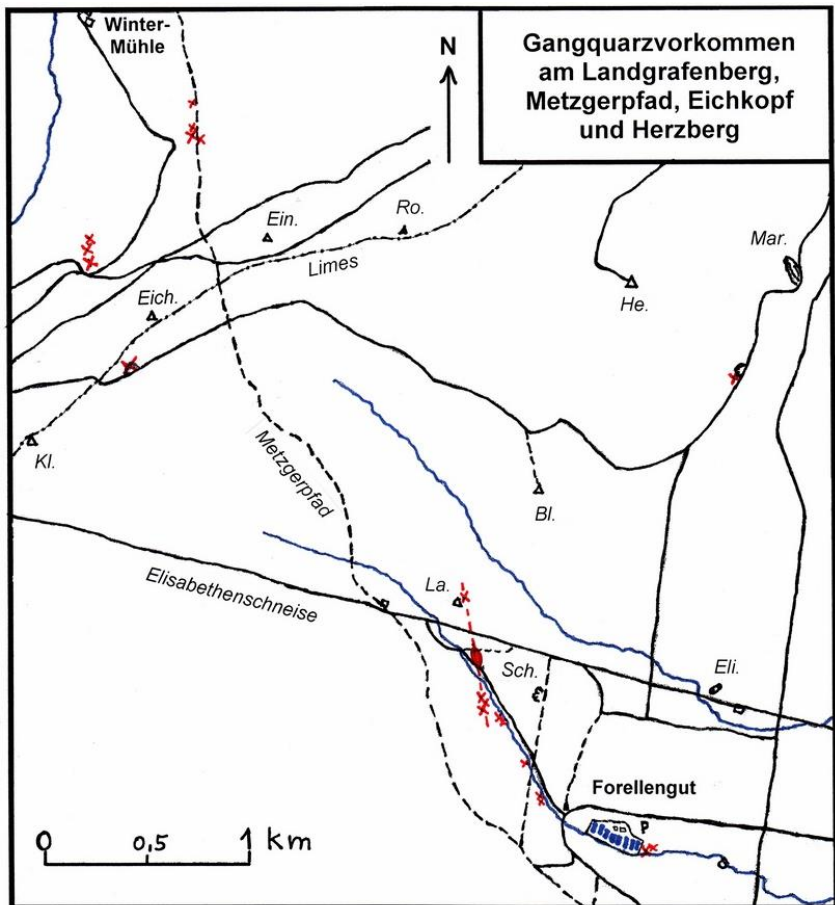 Gangquarzvorkommen
am Landgrafenberg,
Metzgerpfad, Eichkopf
und Herzberg
Winter-
Mühle
N
Ein.
Ro.
Mar.
Limes
He.
Eich.
Kl.
Metzgerpfad
Bl.
Elisabethenschneise
La.
Sch.
Eli.
Forellengut
P
0 0,5 1 km